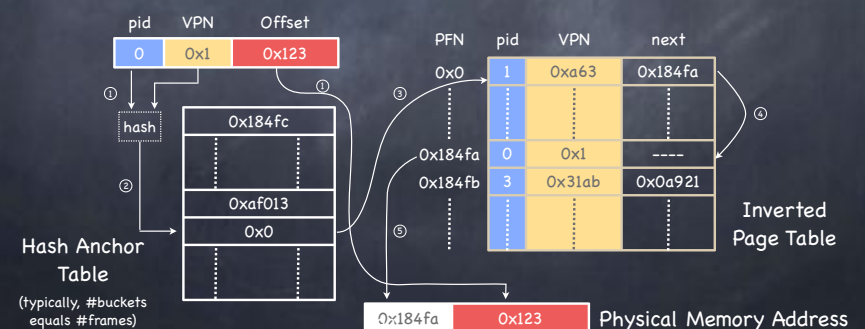 pid VPN Offset
0 0x1 0x123
PFN pid VPN next
0x0 1 0xa63 0x184fa
① ① ③ ④
hash
0x184fc
0x184fa 0 0x1 ----
② 0x184fb 3 0x31ab 0x0a921
0xaf013
0x0
⑤
Hash Anchor
Table
(typically, #buckets
equals #frames)
Inverted
Page Table
0x184fa 0x123 Physical Memory Address